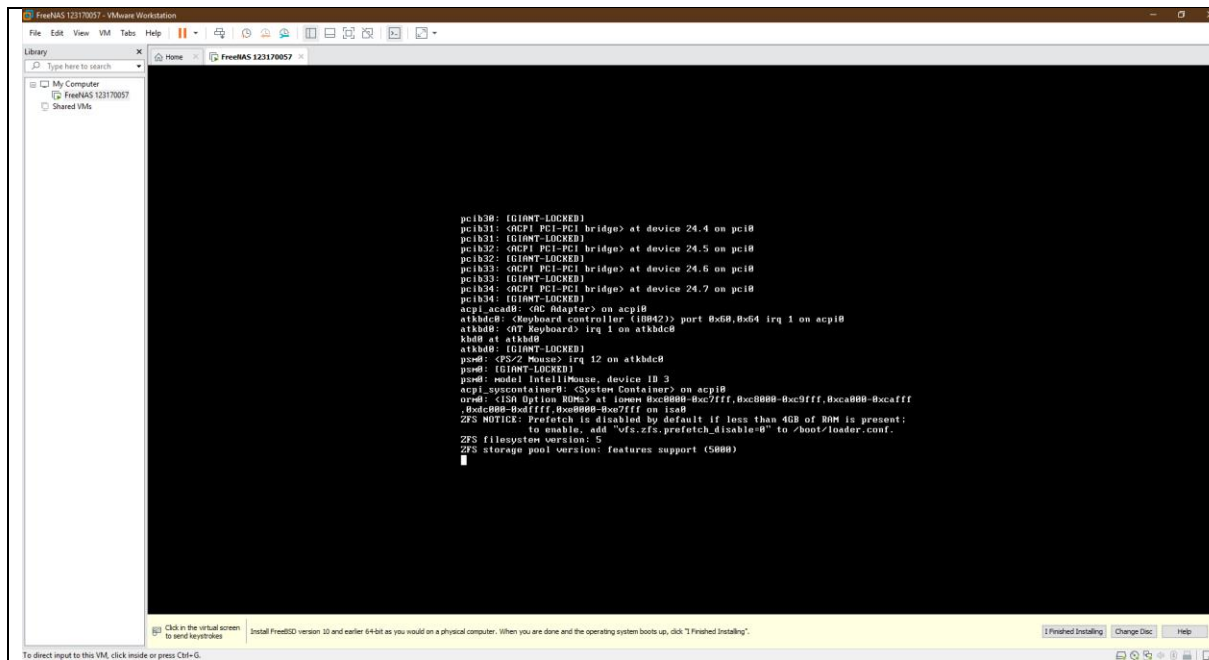 FreeNAS 123170057 - VMware Workstation
File Edit View VM Tabs Help
Library
Type here to search
My Computer
FreeNAS 123170057
Shared VMs
Home
FreeNAS 123170057
pcib30: [GIANT-LOCKED]
pcib31: <ACPI PCI-PCI bridge> at device 24.4 on pci0
pcib31: [GIANT-LOCKED]
pcib32: <ACPI PCI-PCI bridge> at device 24.5 on pci0
pcib32: [GIANT-LOCKED]
pcib33: <ACPI PCI-PCI bridge> at device 24.6 on pci0
pcib33: [GIANT-LOCKED]
pcib34: <ACPI PCI-PCI bridge> at device 24.7 on pci0
pcib34: [GIANT-LOCKED]
acpi_acad0: <AC Adapter> on acpi0
atkbdc0: <Keyboard controller (i8042)> port 0x60,0x64 irq 1 on acpi0
atkbd0: <AT Keyboard> irq 1 on atkbdc0
kbd0 at atkbd0
atkbd0: [GIANT-LOCKED]
psm0: <PS/2 Mouse> irq 12 on atkbdc0
psm0: [GIANT-LOCKED]
psm0: model IntelliMouse, device ID 3
acpi_syscontainer0: <System Container> on acpi0
orm0: <ISA Option ROMs> at iomem 0xc0000-0xc7fff,0xc8000-0xc9fff,0xca000-0xcafff
,0xdc000-0xdffff,0xe0000-0xe7fff on isa0
ZFS NOTICE: Prefetch is disabled by default if less than 4GB of RAM is present;
to enable, add "vfs.zfs.prefetch_disable=0" to /boot/loader.conf.
ZFS filesystem version: 5
ZFS storage pool version: features support (5000)
Click in the virtual screen
to send keystrokes
Install FreeBSD version 10 and earlier 64-bit as you would on a physical computer. When you are done and the operating system boots up, click "I Finished Installing".
I Finished Installing
Change Disc
Help
To direct input to this VM, click inside or press Ctrl+G.